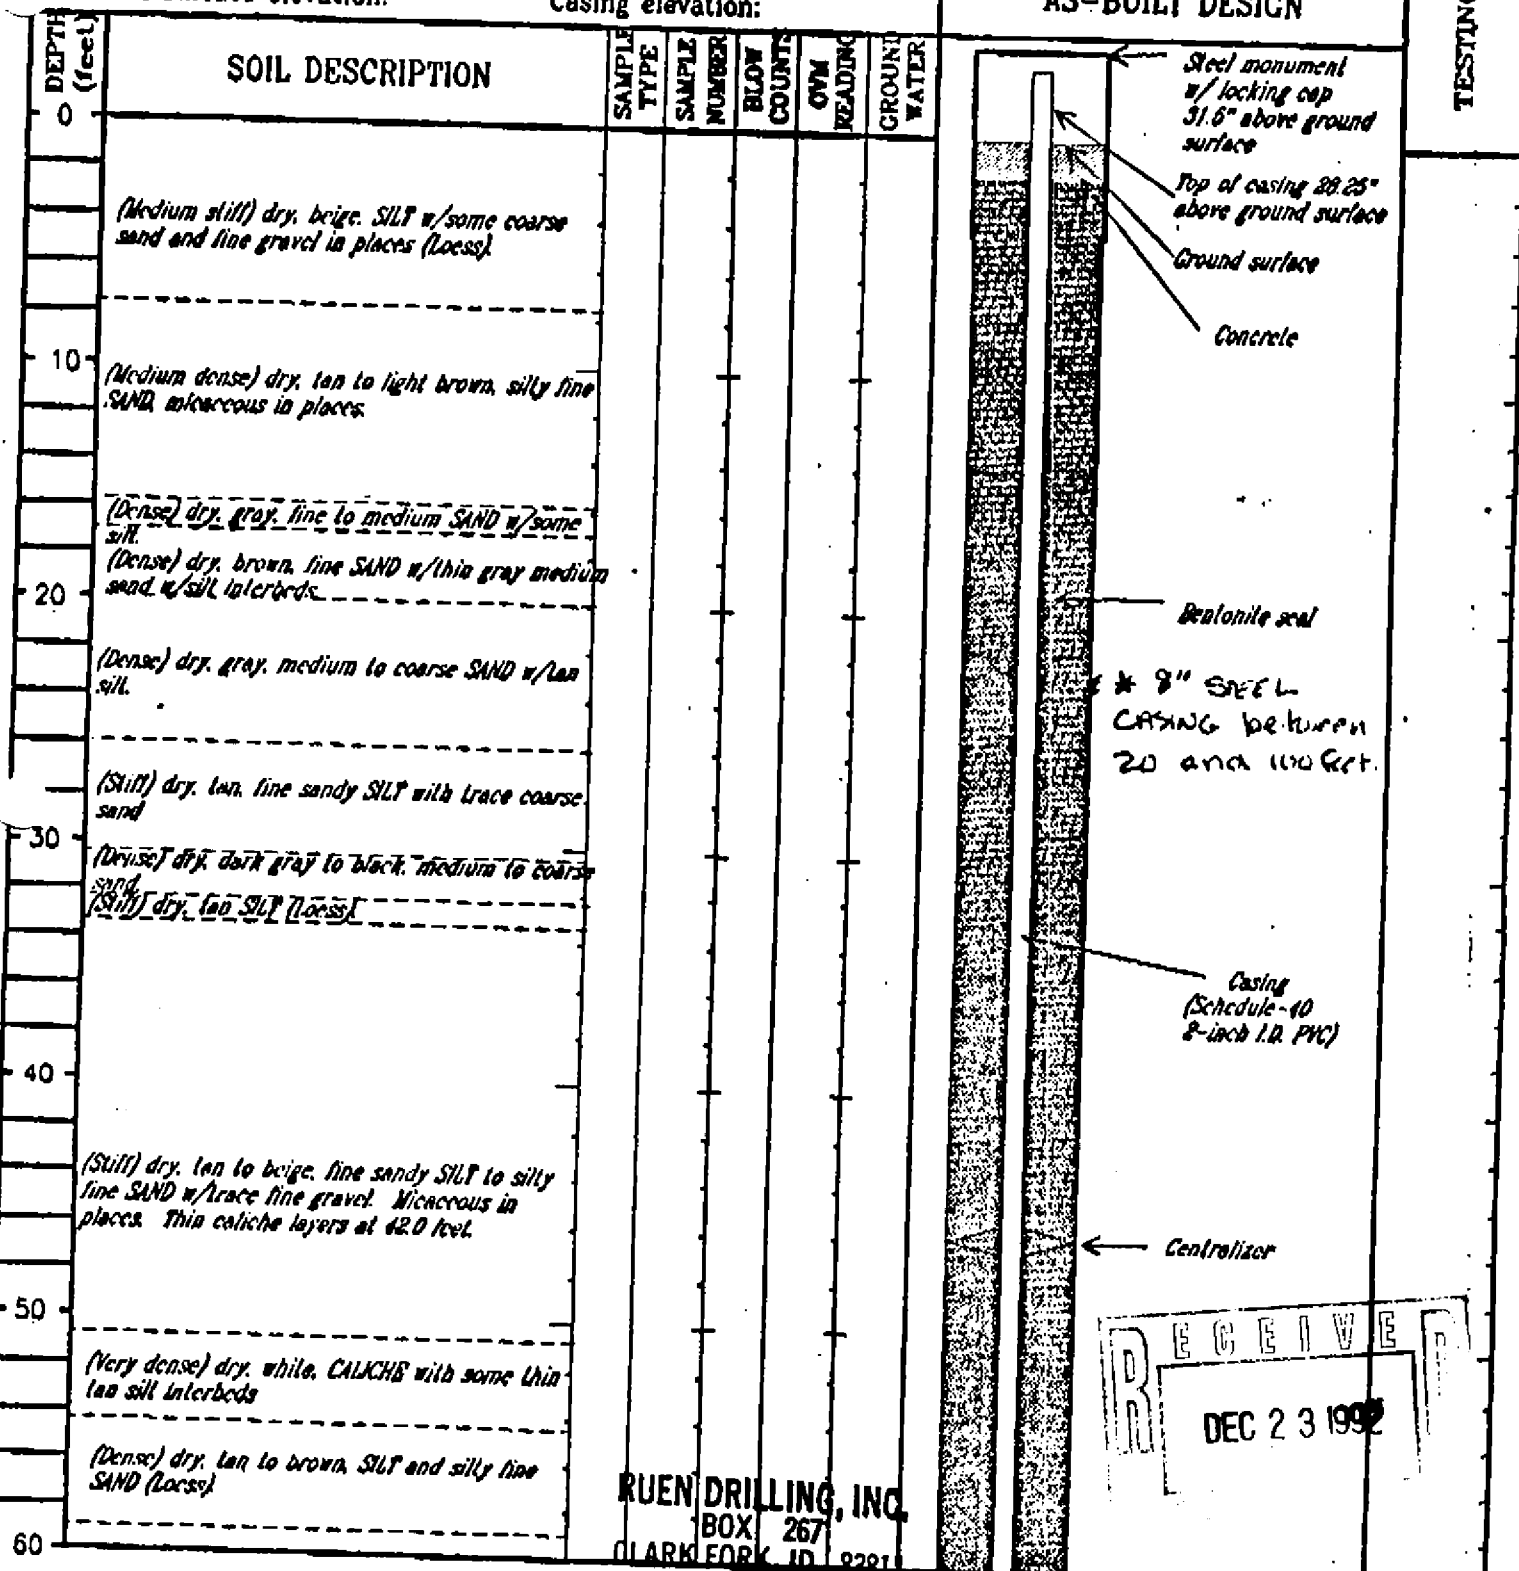 Casing elevation:
AS-BUILT DESIGN
TESTING
DEPTH
(feet)
SOIL DESCRIPTION
SAMPLE
TYPE
SAMPLE
NUMBER
BLOW
COUNTS
OVM
READING
GROUND
WATER
Steel monument
w/ locking cap
31.6" above ground
surface
Top of casing 28.25"
above ground surface
Ground surface
Concrete
0
(Medium stiff) dry, beige, SILT w/some coarse
sand and fine gravel in places (Loess).
10
(Medium dense) dry, tan to light brown, silty fine
SAND, micaceous in places.
(Dense) dry, gray, fine to medium SAND w/some
silt.
(Dense) dry, brown, fine SAND w/thin gray medium
sand w/silt interbeds.
20
Bentonite seal
(Dense) dry, gray, medium to coarse SAND w/tan
silt.
* 8" STEEL
CASING between
20 and 100 feet.
(Stiff) dry, tan, fine sandy SILT with trace coarse
sand
30
(Dense) dry, dark gray to black, medium to coarse
sand.
(Stiff) dry, tan SILT (Loess).
Casing
(Schedule-40
2-inch I.D. PVC)
40
(Stiff) dry, tan to beige, fine sandy SILT to silty
fine SAND w/trace fine gravel. Micaceous in
places. Thin caliche layers at 42.0 feet.
Centralizer
50
RECEIVED
DEC 23 1992
(Very dense) dry, white, CALICHE with some thin
tan silt interbeds
(Dense) dry, tan to brown, SILT and silty fine
SAND (Loess)
60
RUEN DRILLING, INC.
BOX 267
CLARK FORK, ID